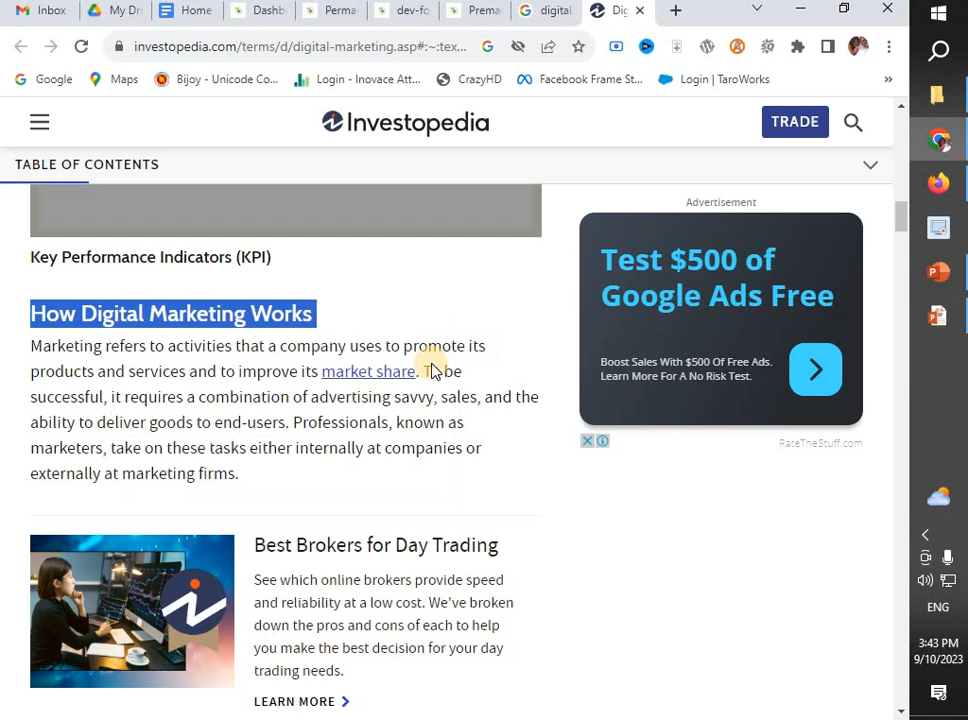 Inbox
My Dri
Home
Dashb
Perma
dev-fo
Prema
digital
Dig
investopedia.com/terms/d/digital-marketing.asp#:~:tex...
Google
Maps
Bijoy - Unicode Co...
Login - Inovace Att...
CrazyHD
Facebook Frame St...
Login | TaroWorks
»
Investopedia
TRADE
TABLE OF CONTENTS
Advertisement
Test $500 of
Google Ads Free
Boost Sales With $500 Of Free Ads.
Learn More For A No Risk Test.
RateTheStuff.com
Key Performance Indicators (KPI)
How Digital Marketing Works
Marketing refers to activities that a company uses to promote its
products and services and to improve its market share. To be
successful, it requires a combination of advertising savvy, sales, and the
ability to deliver goods to end-users. Professionals, known as
marketers, take on these tasks either internally at companies or
externally at marketing firms.
Best Brokers for Day Trading
See which online brokers provide speed
and reliability at a low cost. We've broken
down the pros and cons of each to help
you make the best decision for your day
trading needs.
LEARN MORE
ENG
3:43 PM
9/10/2023